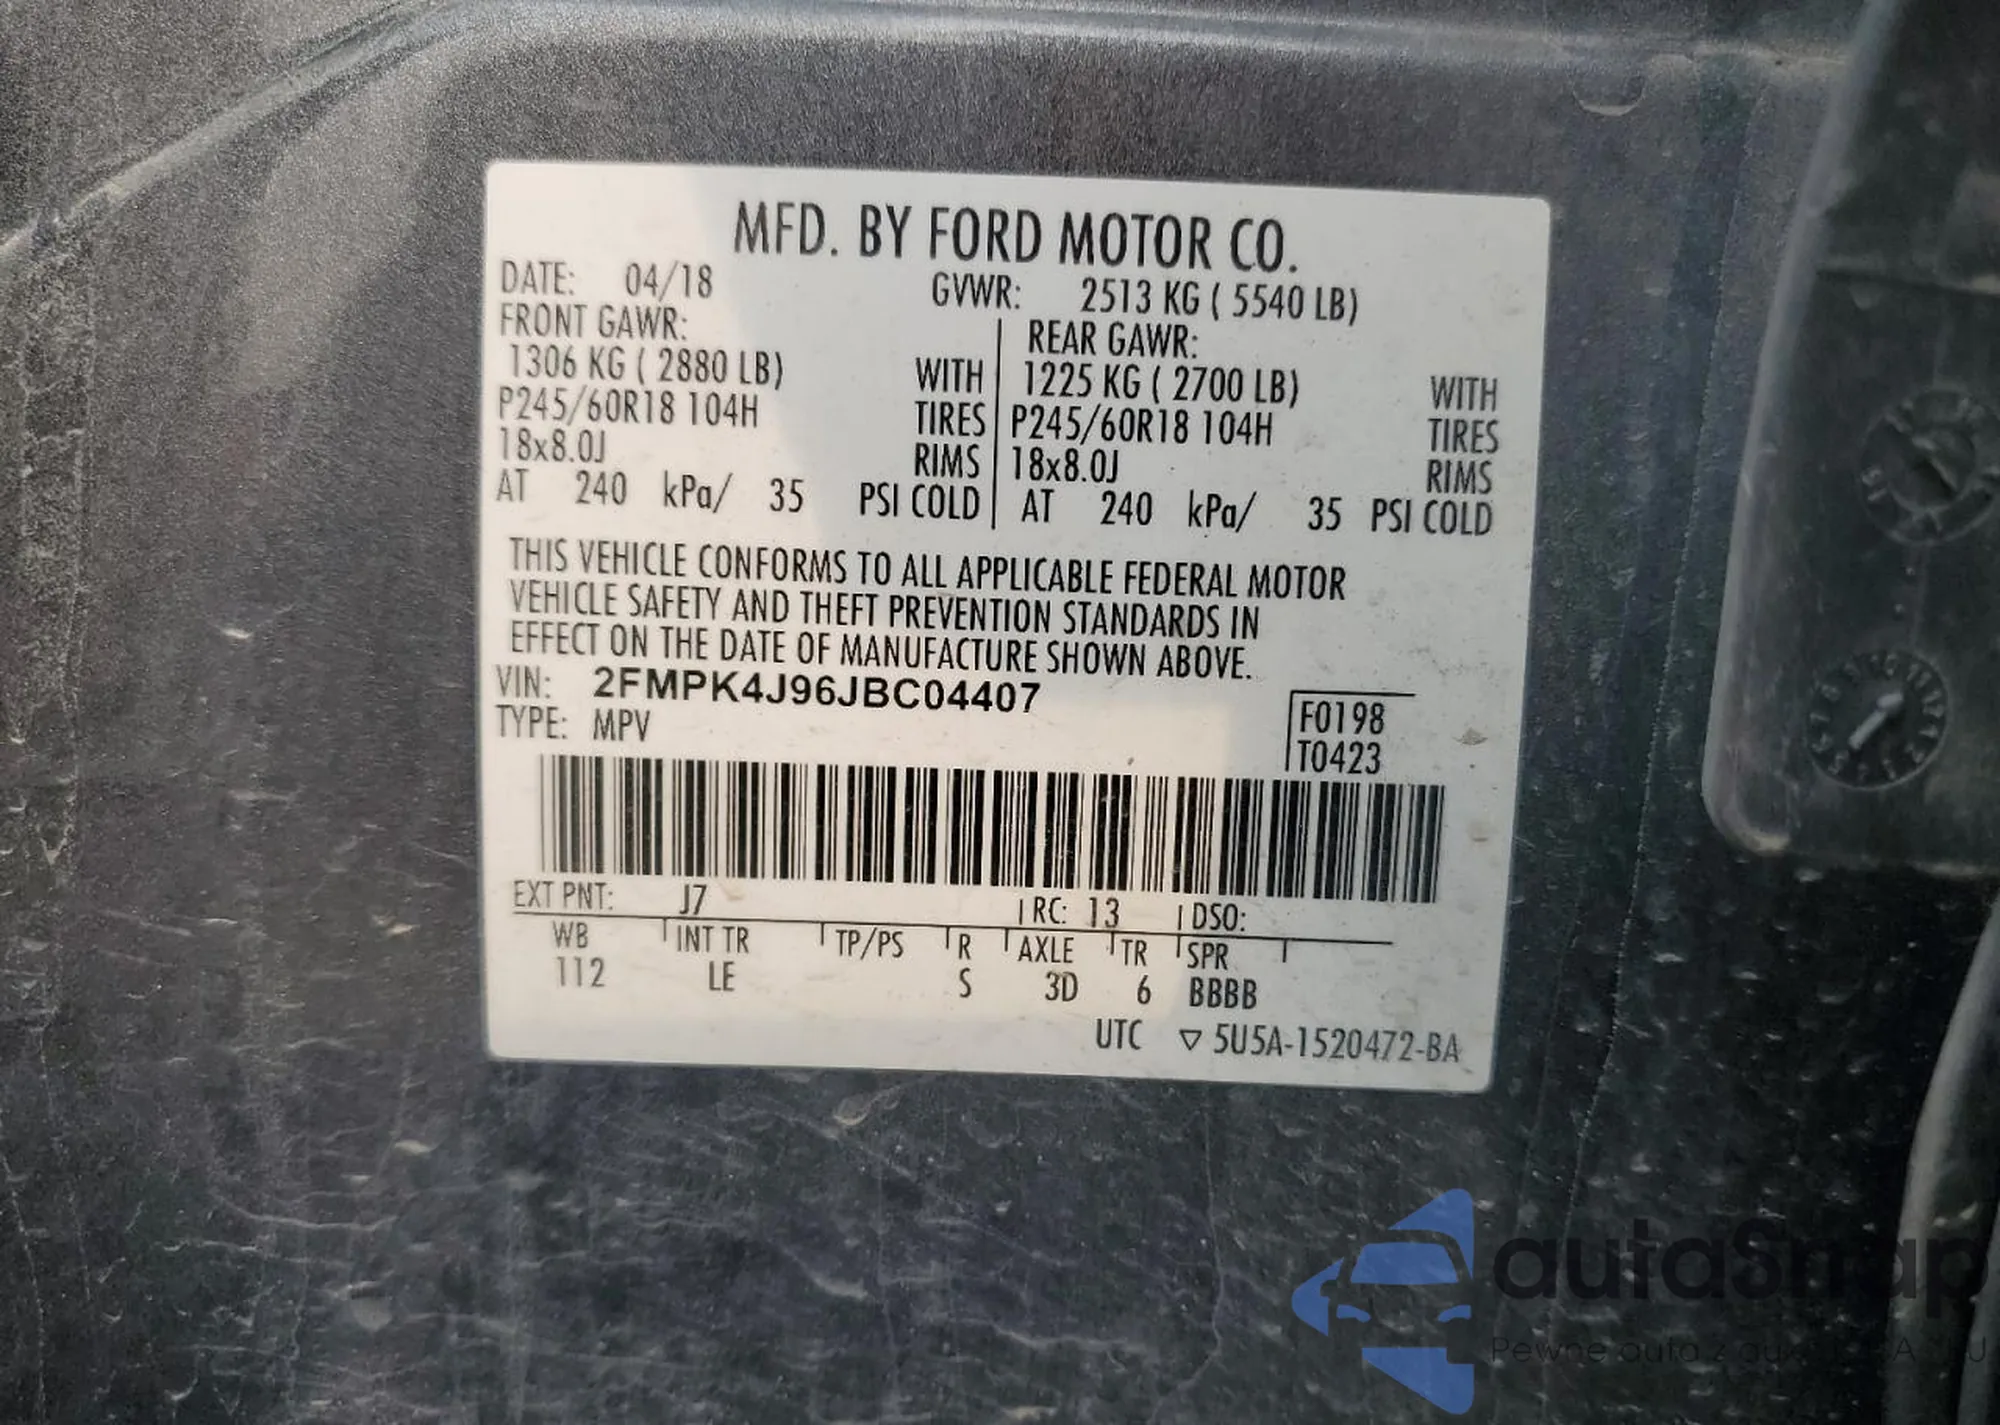 MFD. BY FORD MOTOR CO.
DATE: 04/18 GVWR: 2513 KG ( 5540 LB)
FRONT GAWR: REAR GAWR:
1306 KG ( 2880 LB) WITH 1225 KG ( 2700 LB) WITH
P245/60R18 104H TIRES P245/60R18 104H TIRES
18x8.0J RIMS 18x8.0J RIMS
AT 240 kPa/ 35 PSI COLD AT 240 kPa/ 35 PSI COLD
THIS VEHICLE CONFORMS TO ALL APPLICABLE FEDERAL MOTOR
VEHICLE SAFETY AND THEFT PREVENTION STANDARDS IN
EFFECT ON THE DATE OF MANUFACTURE SHOWN ABOVE.
VIN: 2FMPK4J96JBC04407
TYPE: MPV
F0198
T0423
EXT PNT: J7 RC: 13 DSO:
WB INT TR TP/PS R AXLE TR SPR
112 LE S 3D 6 BBBB
UTC ▽ 5U5A-1520472-BA
autaSnap
Pewne auta z